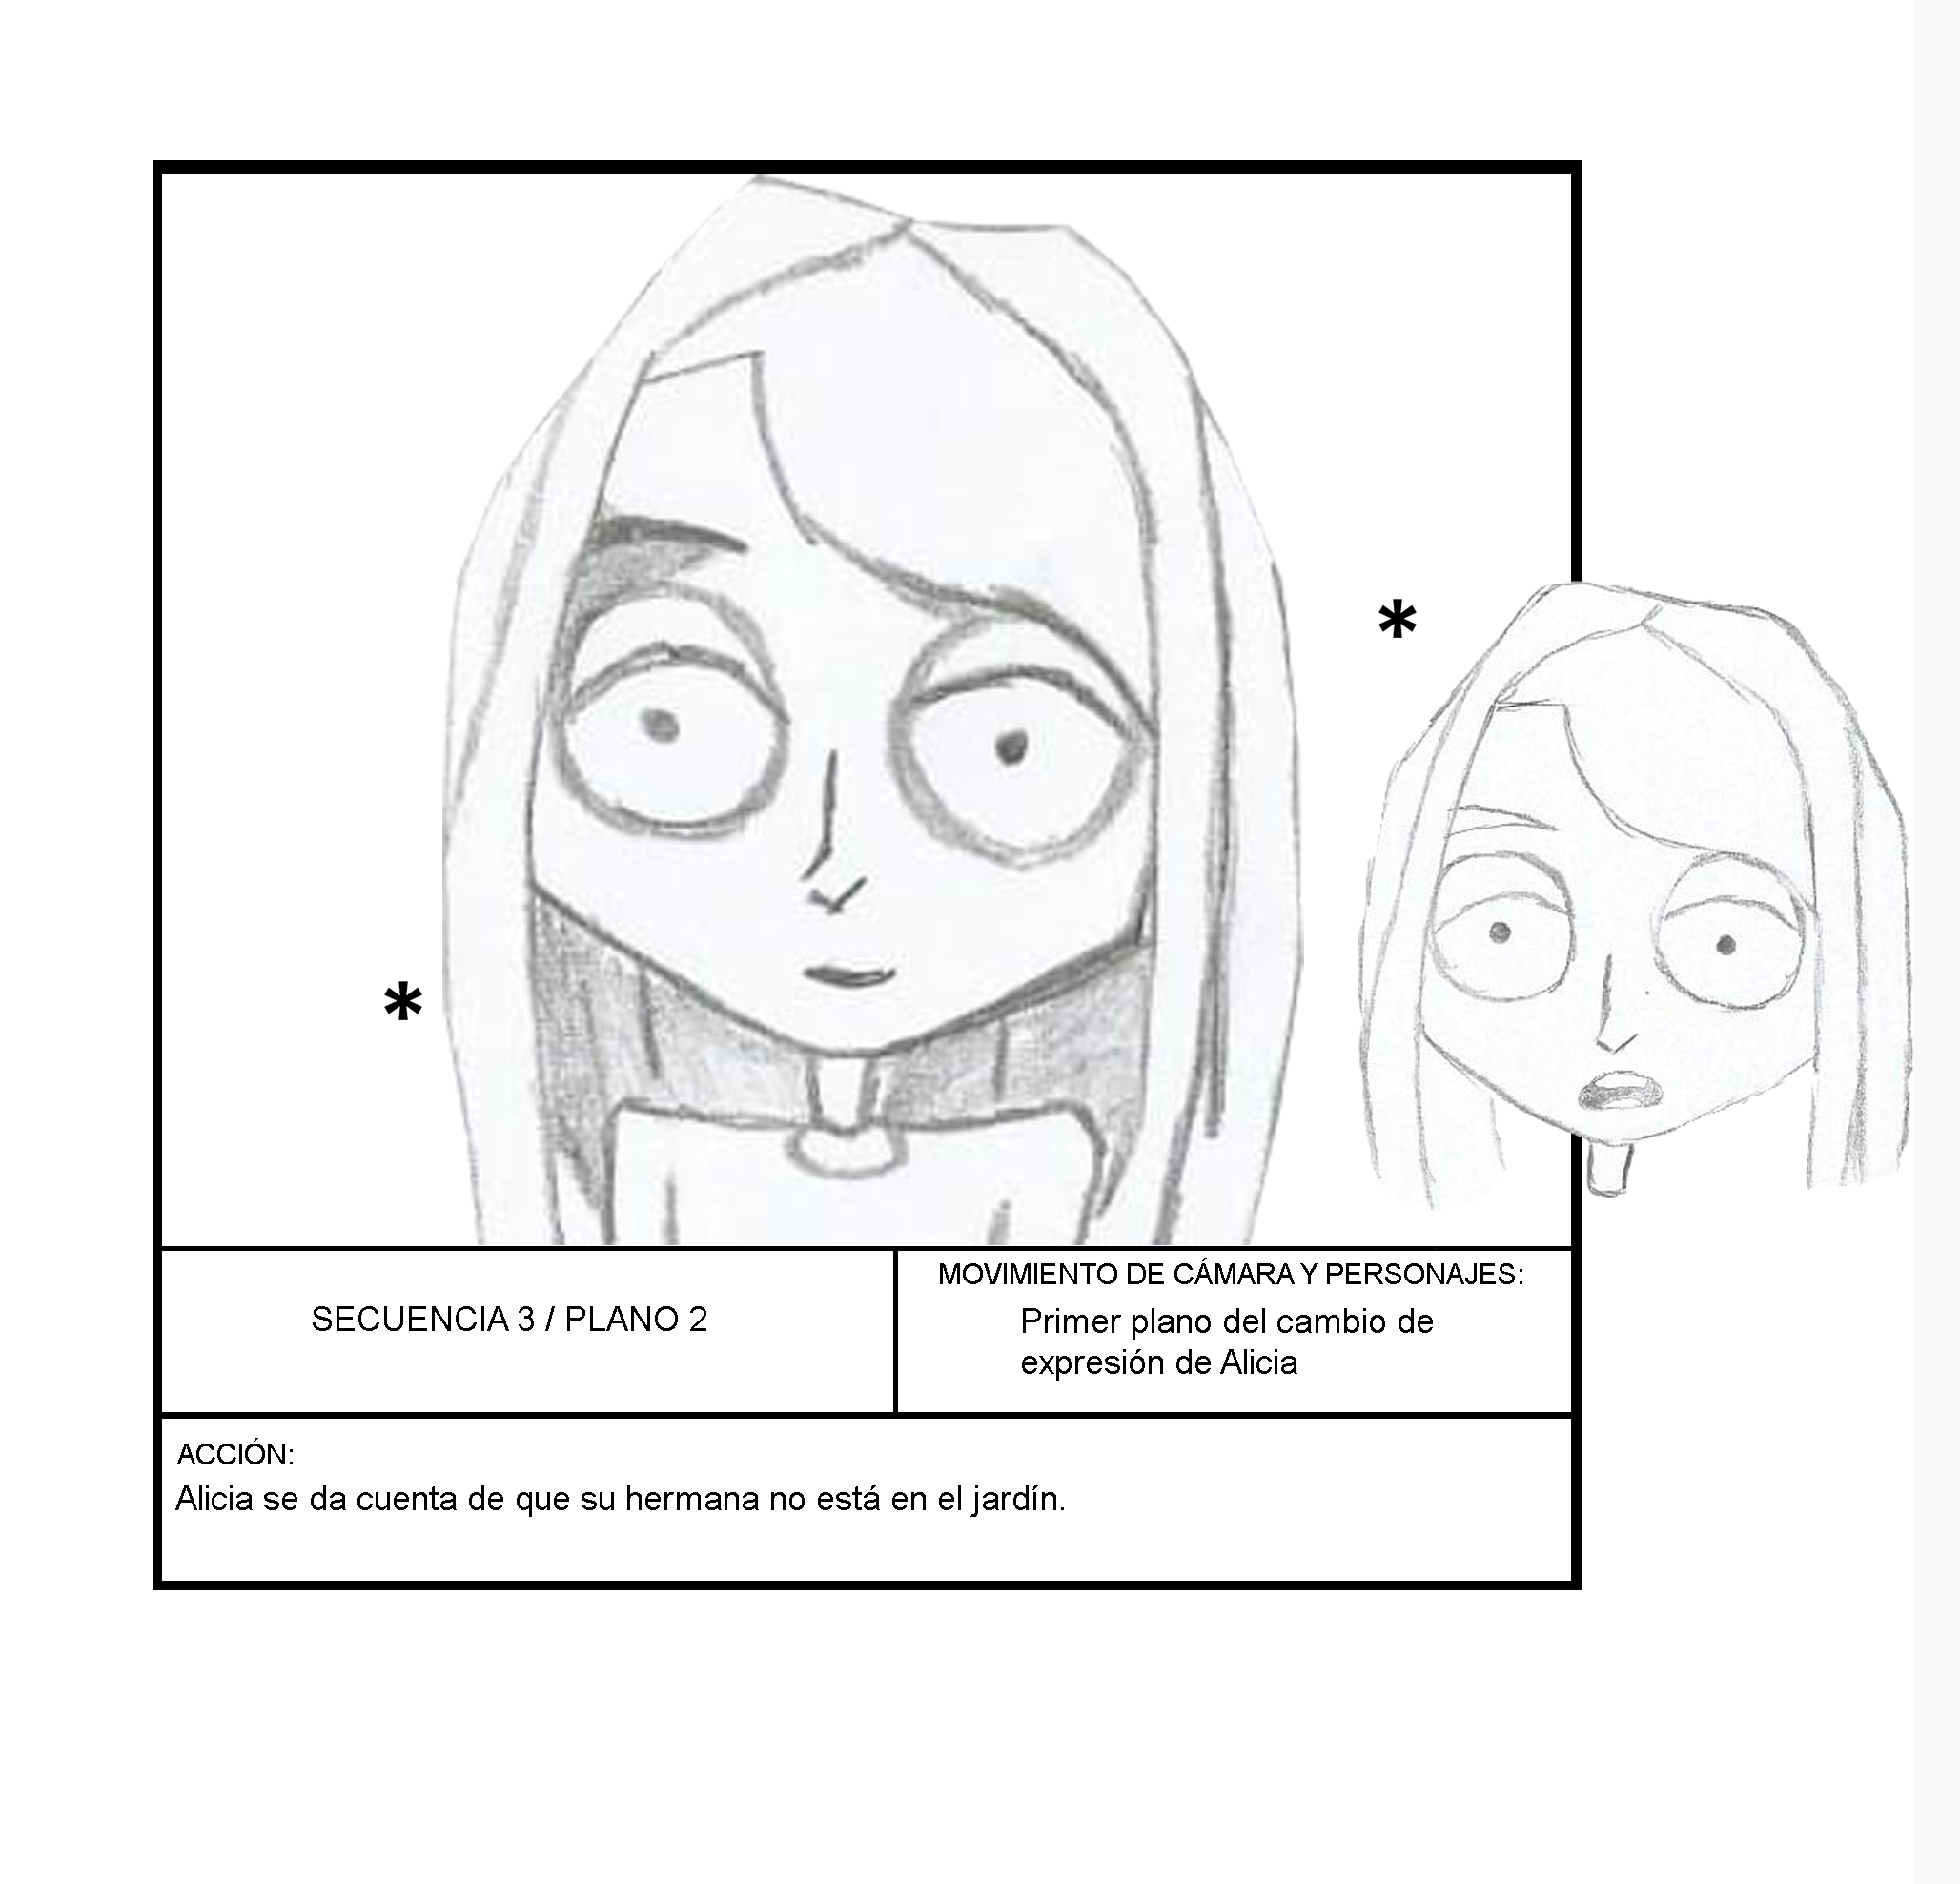 *
*
SECUENCIA 3 / PLANO 2
MOVIMIENTO DE CÁMARA Y PERSONAJES:
Primer plano del cambio de
expresión de Alicia
ACCIÓN:
Alicia se da cuenta de que su hermana no está en el jardín.